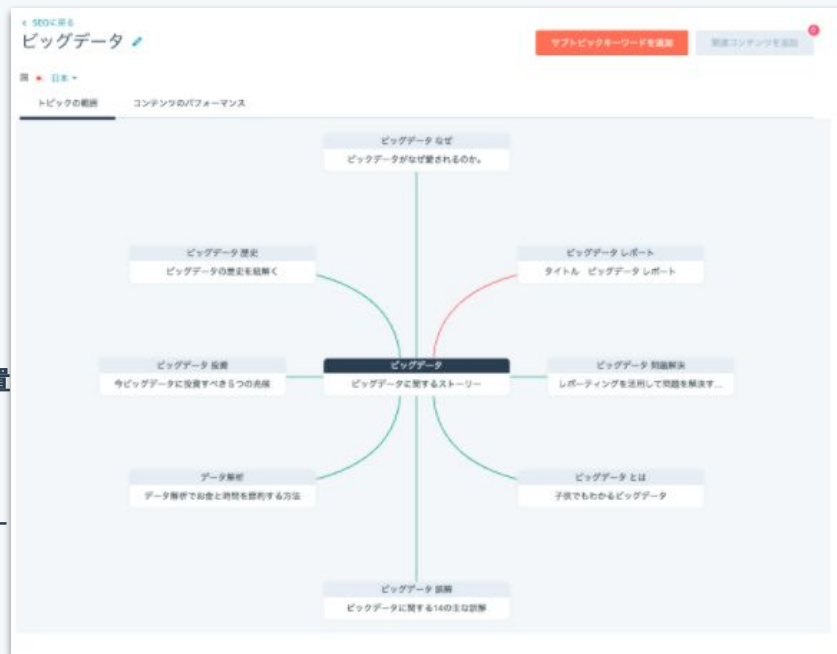 < SEOに戻る
ビッグデータ
サブトピックキーワードを追加
関連コンテンツを追加
0
国 日本
トピックの範囲 コンテンツのパフォーマンス
ビッグデータ なぜ
ビックデータがなぜ愛されるのか。
ビッグデータ 歴史
ビッグデータの歴史を紐解く
ビッグデータ レポート
タイトル ビッグデータ レポート
ビッグデータ 投資
今ビッグデータに投資すべき5つの兆候
ビッグデータ
ビッグデータに関するストーリー
ビッグデータ 問題解決
レポーティングを活用して問題を解決す...
データ解析
データ解析でお金と時間を節約する方法
ビッグデータ とは
子供でもわかるビッグデータ
ビッグデータ 誤解
ビックデータに関する14の主な誤解